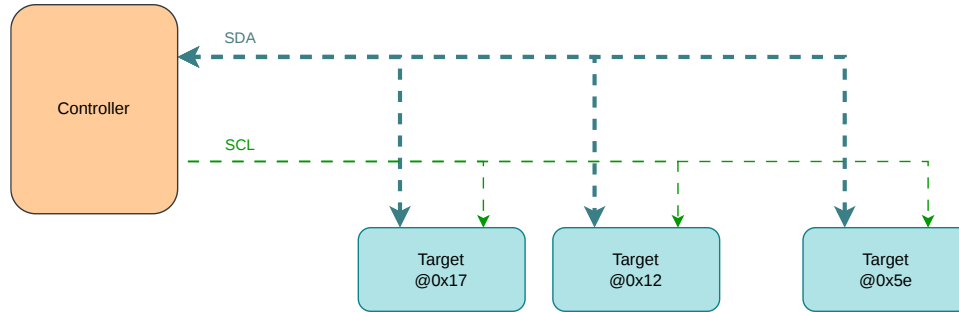 SDA
Controller
SCL
Target
@0x17
Target
@0x12
Target
@0x5e